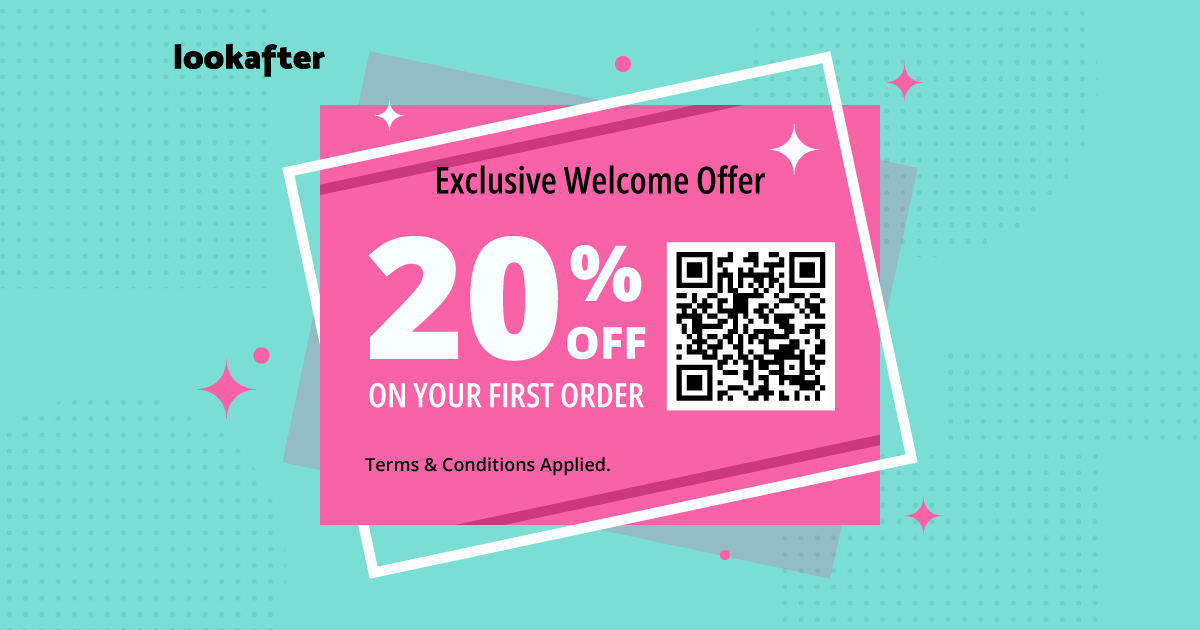 lookafter
Exclusive Welcome Offer
20%
OFF
ON YOUR FIRST ORDER
Terms & Conditions Applied.